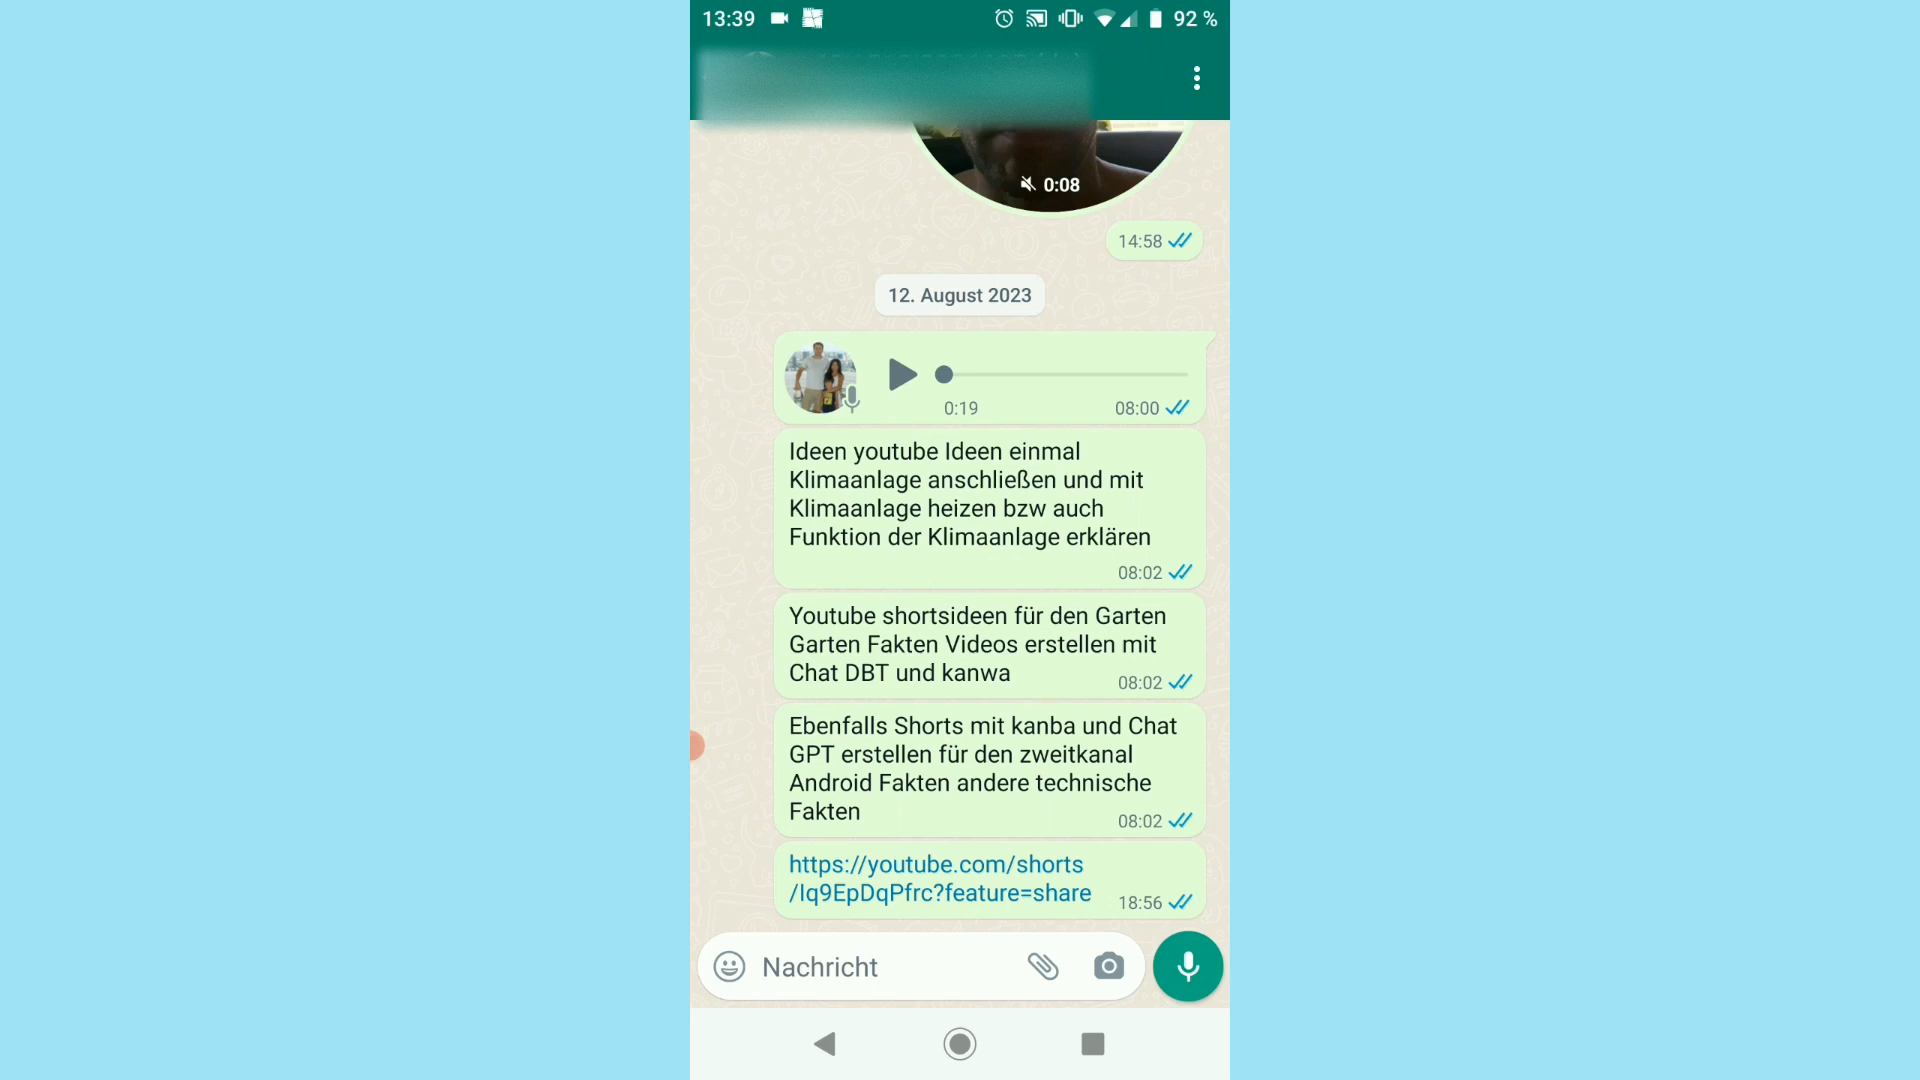 13:39
92 %
0:08
14:58
12. August 2023
0:19
08:00
Ideen youtube Ideen einmal
Klimaanlage anschließen und mit
Klimaanlage heizen bzw auch
Funktion der Klimaanlage erklären
08:02
Youtube shortsideen für den Garten
Garten Fakten Videos erstellen mit
Chat DBT und kanwa
08:02
Ebenfalls Shorts mit kanba und Chat
GPT erstellen für den zweitkanal
Android Fakten andere technische
Fakten
08:02
https://youtube.com/shorts
/Iq9EpDqPfrc?feature=share
18:56
Nachricht